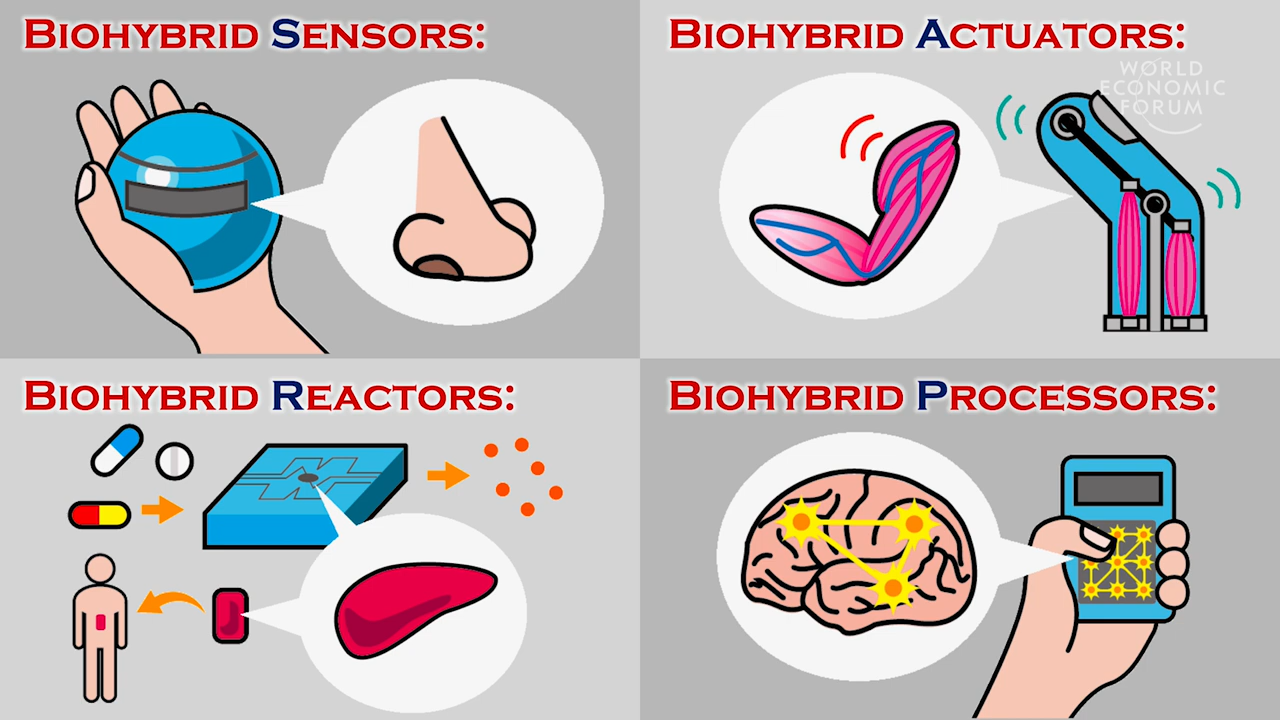 BIOHYBRID SENSORS:
BIOHYBRID ACTUATORS:
WORLD
ECONOMIC
FORUM
BIOHYBRID REACTORS:
BIOHYBRID PROCESSORS: